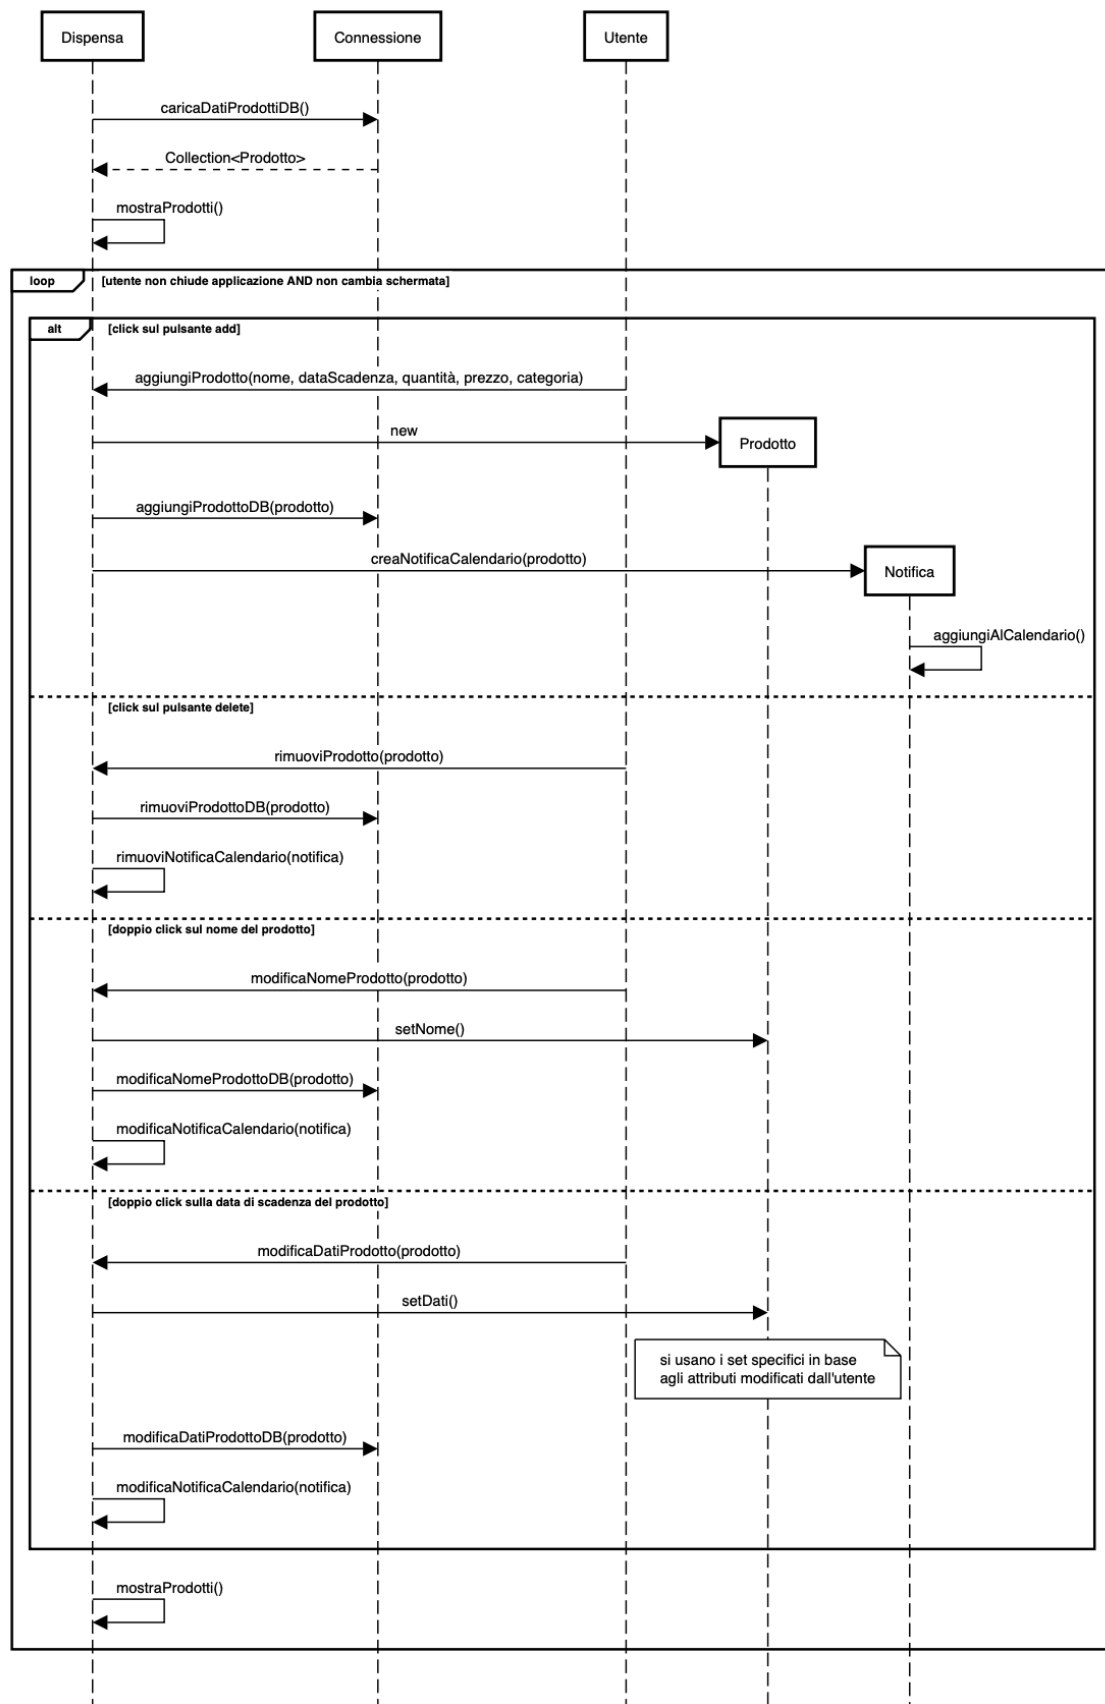 Dispensa
Connessione
Utente
caricaDatiProdottiDB()
Collection<Prodotto>
mostraProdotti()
loop
[utente non chiude applicazione AND non cambia schermata]
alt
[click sul pulsante add]
aggiungiProdotto(nome, dataScadenza, quantità, prezzo, categoria)
new
Prodotto
aggiungiProdottoDB(prodotto)
creaNotificaCalendario(prodotto)
Notifica
aggiungiAlCalendario()
[click sul pulsante delete]
rimuoviProdotto(prodotto)
rimuoviProdottoDB(prodotto)
rimuoviNotificaCalendario(notifica)
[doppio click sul nome del prodotto]
modificaNomeProdotto(prodotto)
setNome()
modificaNomeProdottoDB(prodotto)
modificaNotificaCalendario(notifica)
[doppio click sulla data di scadenza del prodotto]
modificaDatiProdotto(prodotto)
setDati()
si usano i set specifici in base
agli attributi modificati dall'utente
modificaDatiProdottoDB(prodotto)
modificaNotificaCalendario(notifica)
mostraProdotti()